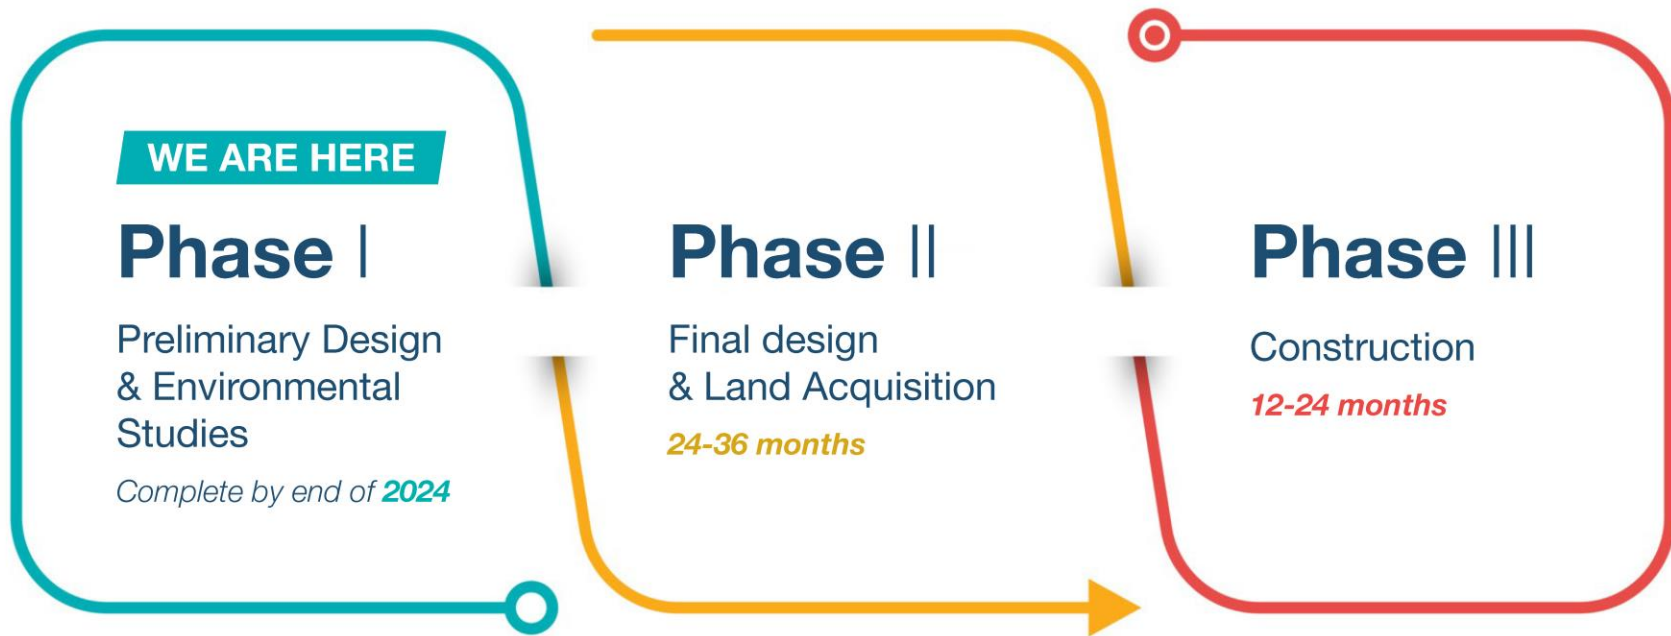 WE ARE HERE
Phase I
Preliminary Design
& Environmental
Studies
Complete by end of 2024
Phase II
Final design
& Land Acquisition
24-36 months
Phase III
Construction
12-24 months